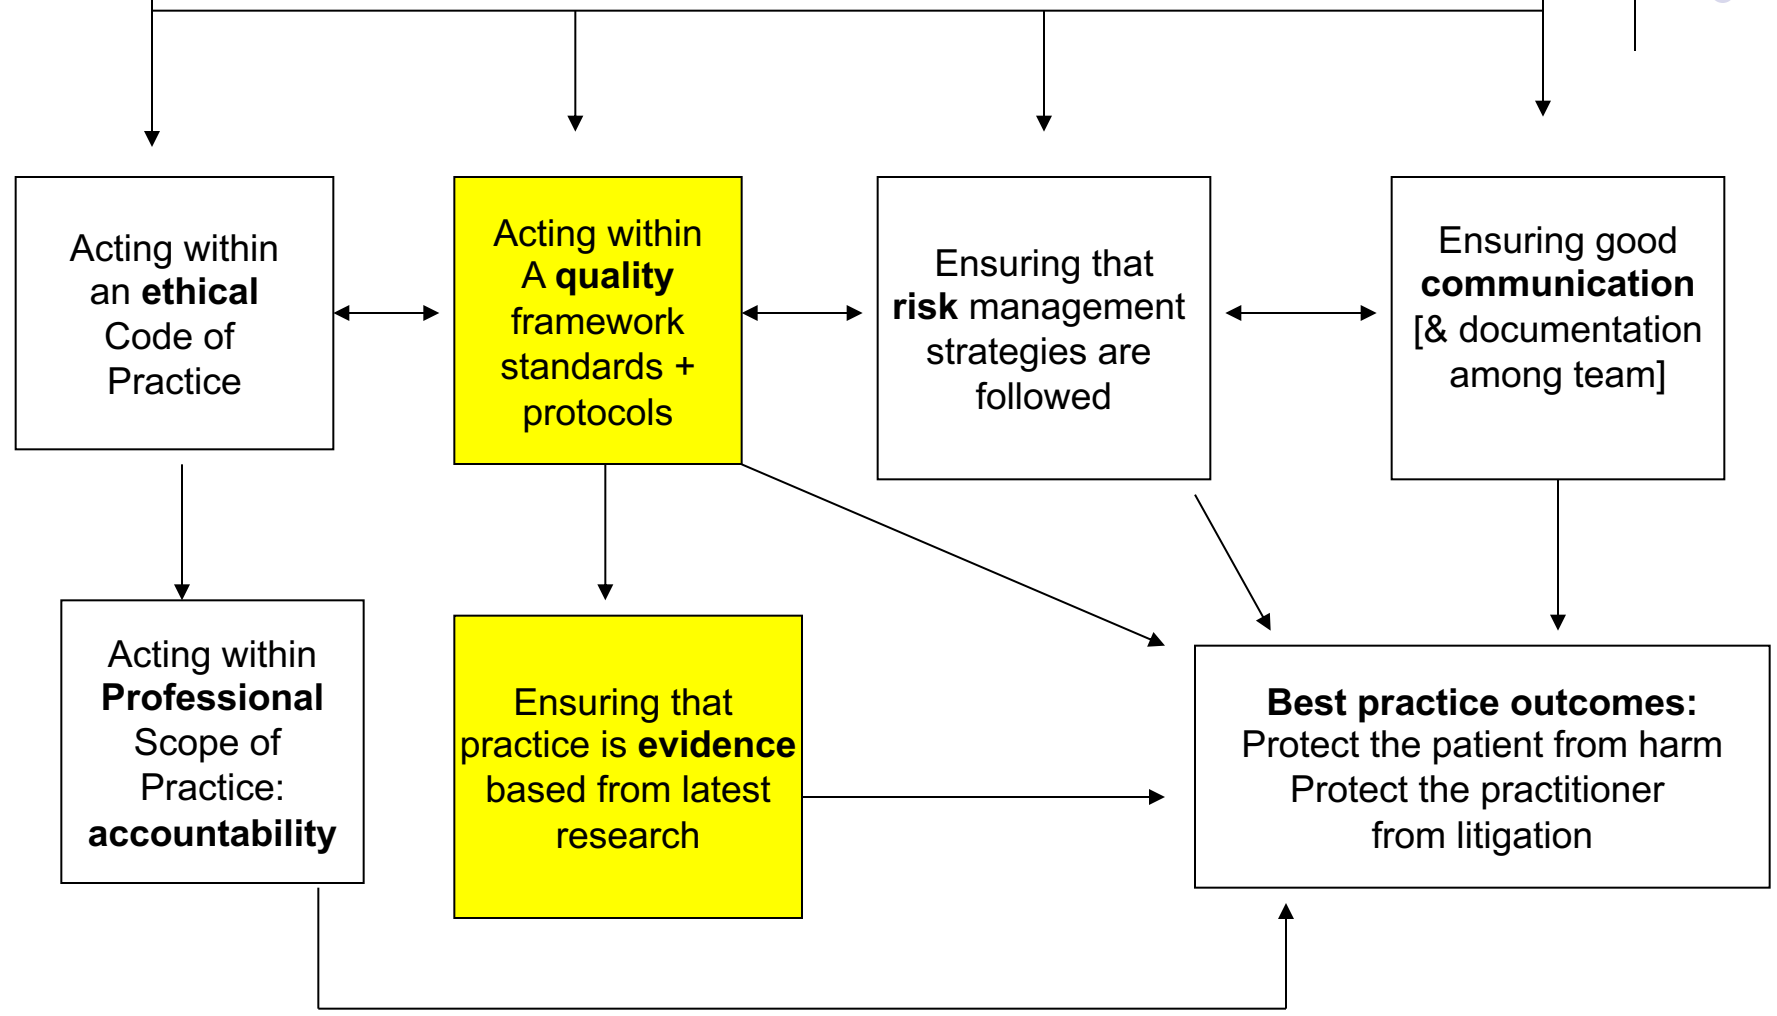 Acting within
an ethical
Code of
Practice
Acting within
A quality
framework
standards +
protocols
Ensuring that
risk management
strategies are
followed
Ensuring good
communication
[& documentation
among team]
Acting within
Professional
Scope of
Practice:
accountability
Ensuring that
practice is evidence
based from latest
research
Best practice outcomes:
Protect the patient from harm
Protect the practitioner
from litigation